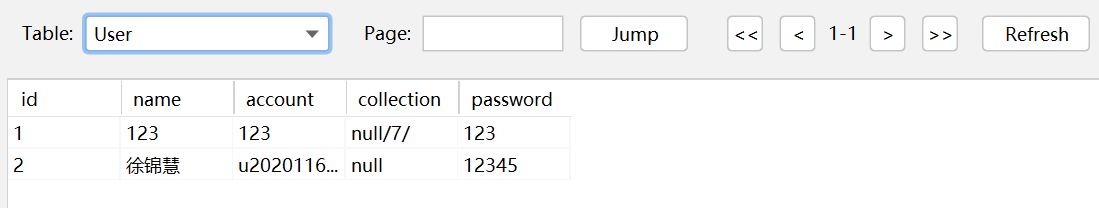 Table: User Page: Jump << < 1-1 > >> Refresh
id name account collection password
1 123 123 null/7/ 123
2 徐锦慧 u2020116... null 12345